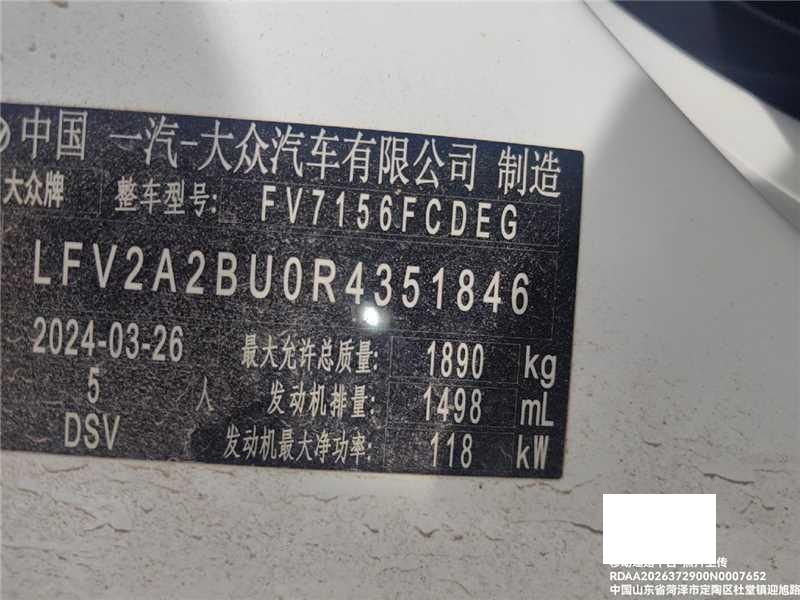 中国 一汽-大众汽车有限公司 制造
大众牌 整车型号: FV7156FCDEG
LFV2A2BU0R4351846
2024-03-26 最大允许总质量: 1890 kg
5 人 发动机排量: 1498 mL
DSV 发动机最大净功率: 118 kW
RDAA2026372900N0007652
中国山东省菏泽市定陶区杜堂镇迎旭路